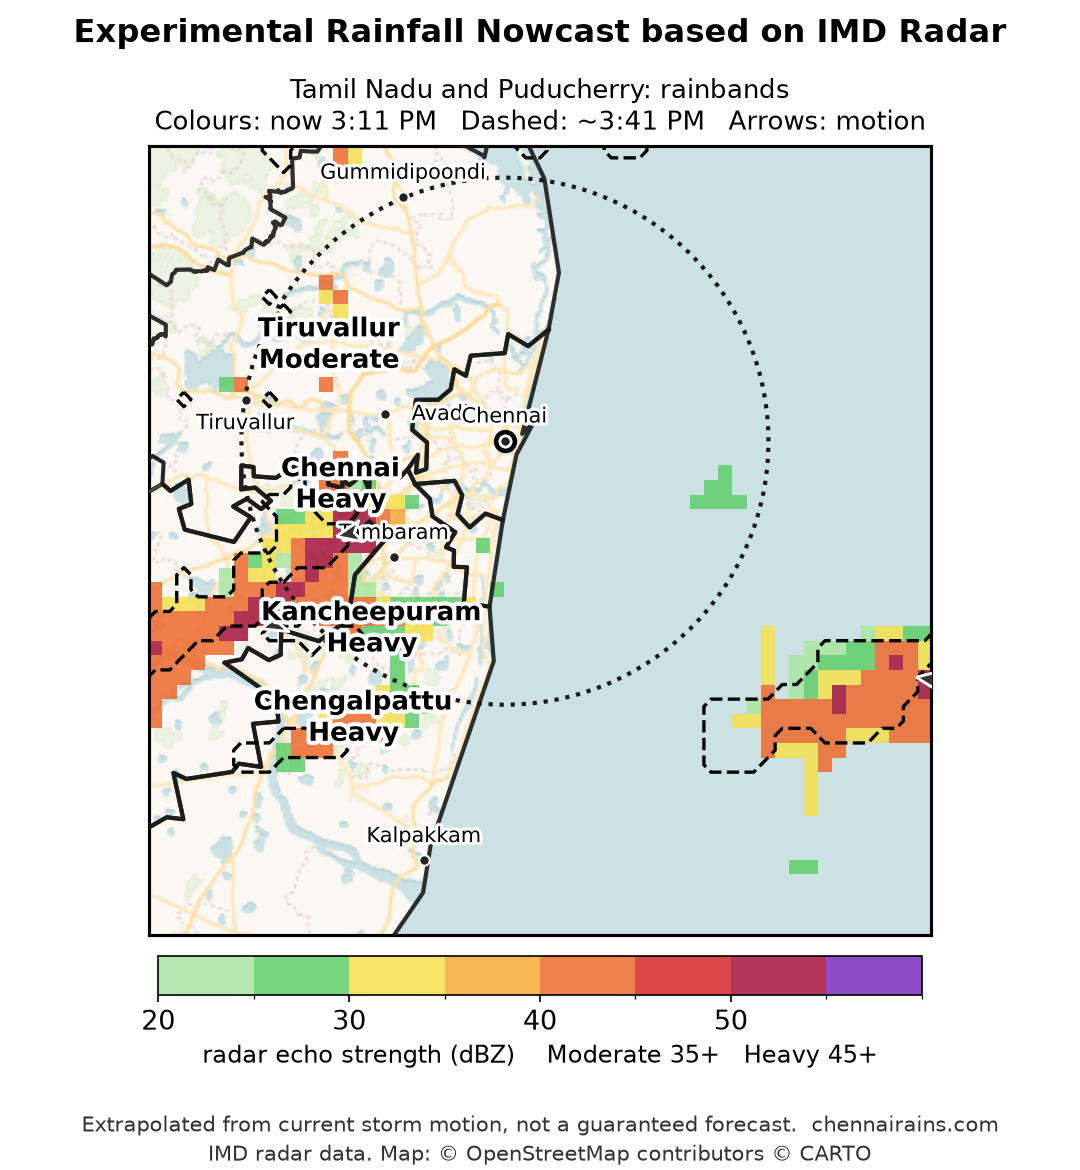 Experimental Rainfall Nowcast based on IMD Radar
Tamil Nadu and Puducherry: rainbands
Colours: now 3:11 PM   Dashed: ~3:41 PM   Arrows: motion
Gummidipoondi
Tiruvallur
Moderate
Tiruvallur
Avad
Chennai
Chennai
Heavy
mbaram
Kancheepuram
Heavy
Chengalpattu
Heavy
Kalpakkam
20 30 40 50
radar echo strength (dBZ)   Moderate 35+   Heavy 45+
Extrapolated from current storm motion, not a guaranteed forecast.  chennairains.com
IMD radar data. Map: © OpenStreetMap contributors © CARTO